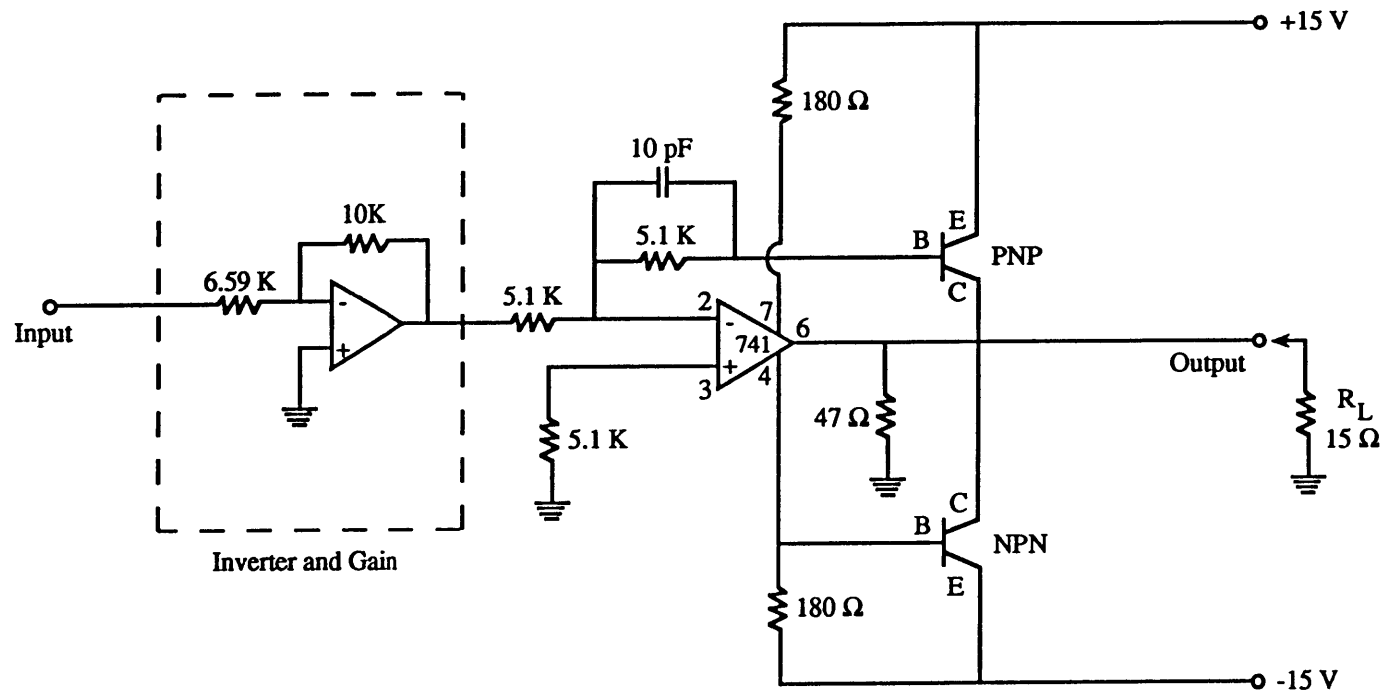 +15 V
180 Ω
10 pF
10K
5.1 K
E
B
PNP
C
6.59 K
5.1 K
Input
-
+
2
7
6
-
741
+
3
4
Output
R_L
15 Ω
47 Ω
5.1 K
C
B
NPN
E
Inverter and Gain
180 Ω
-15 V